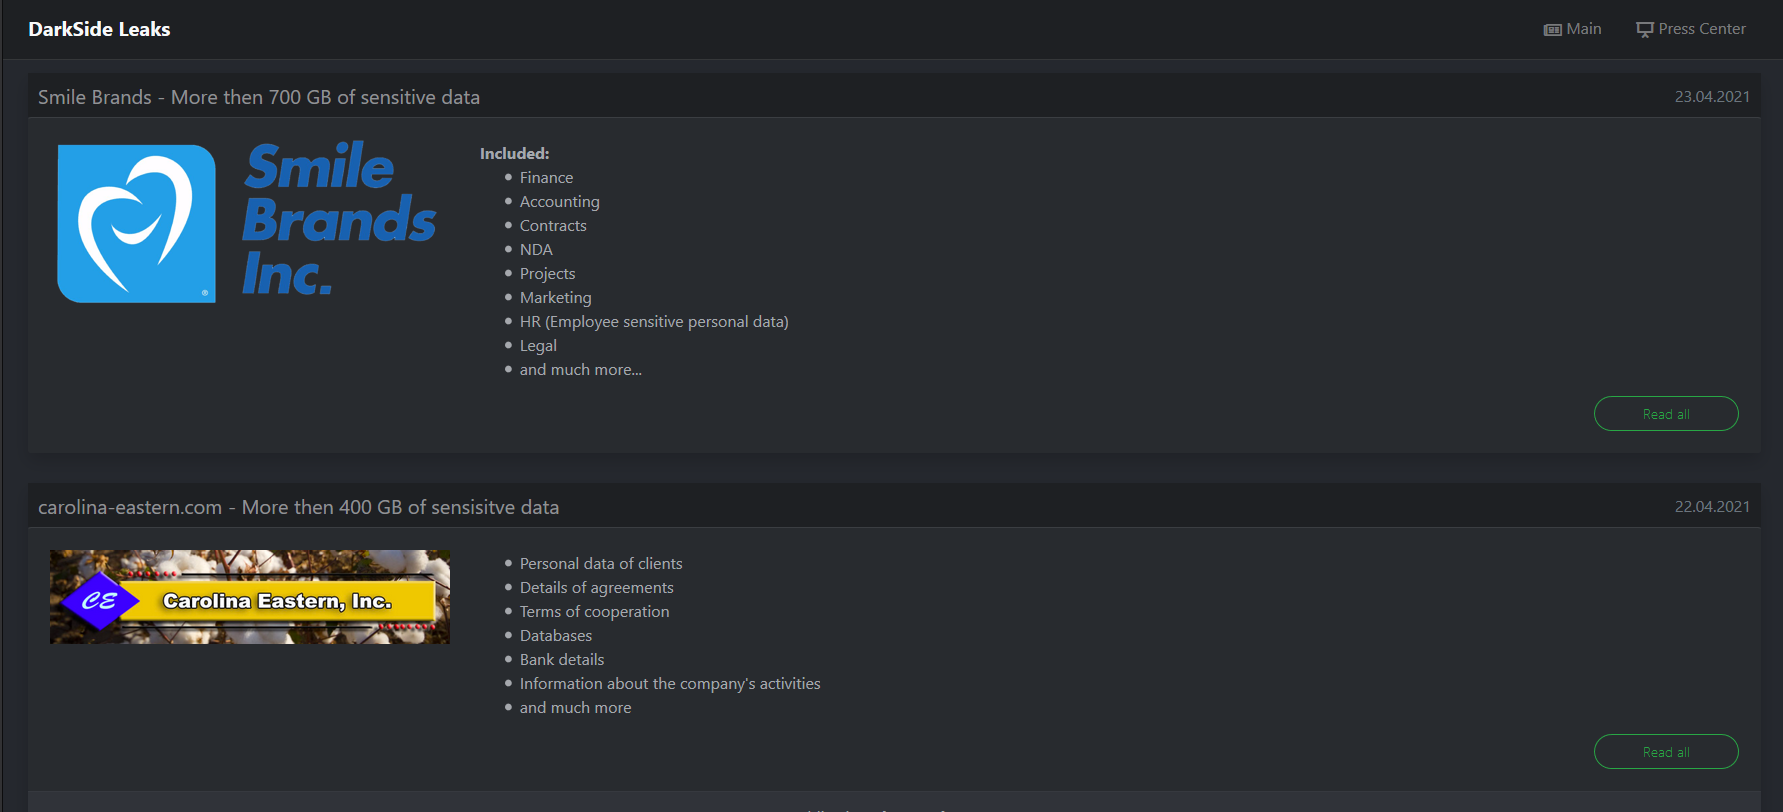 DarkSide Leaks
Main
Press Center
Smile Brands - More then 700 GB of sensitive data
23.04.2021
Smile
Brands
Inc.
®
Included:
Finance
Accounting
Contracts
NDA
Projects
Marketing
HR (Employee sensitive personal data)
Legal
and much more...
Read all
carolina-eastern.com - More then 400 GB of sensisitve data
22.04.2021
CE
Carolina Eastern, Inc.
Personal data of clients
Details of agreements
Terms of cooperation
Databases
Bank details
Information about the company's activities
and much more
Read all